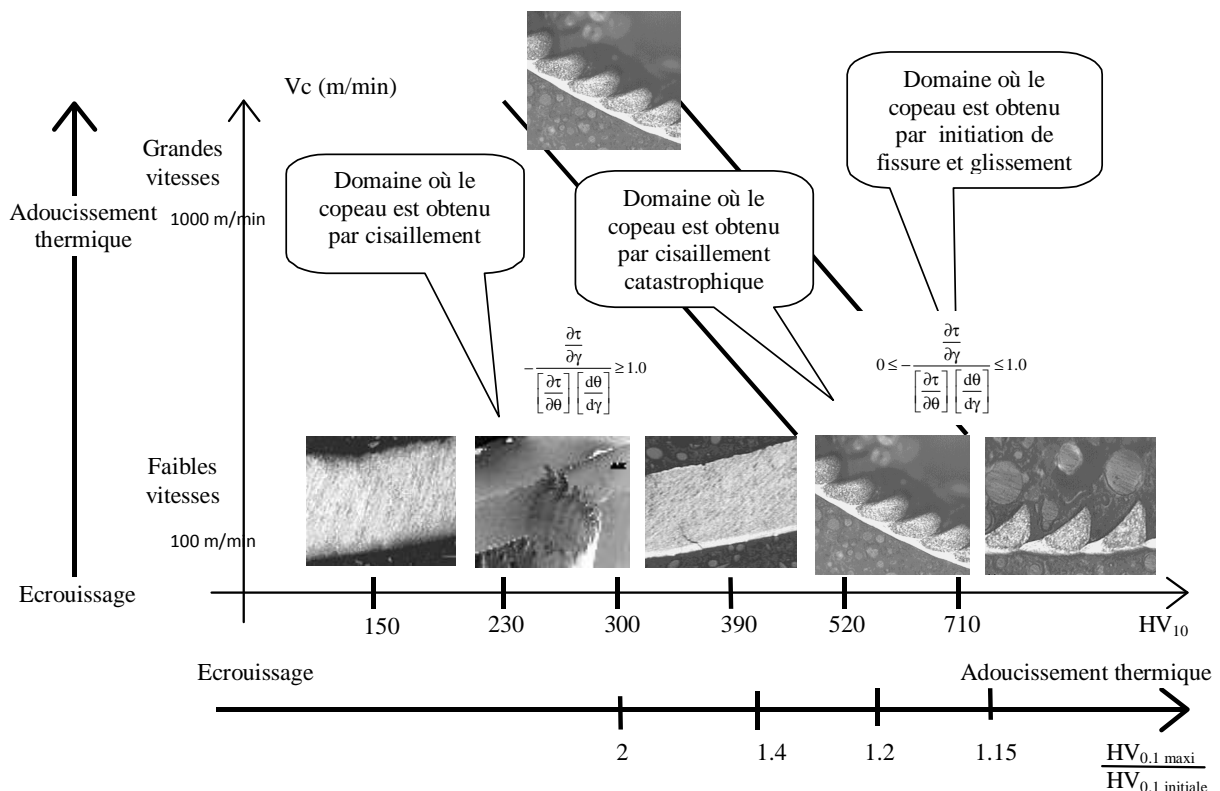 Vc (m/min)
Grandes
vitesses
1000 m/min
Adoucissement
thermique
Domaine où le
copeau est obtenu
par cisaillement
Domaine où le
copeau est obtenu
par cisaillement
catastrophique
Domaine où le
copeau est obtenu
par initiation de
fissure et glissement
-∂τ/∂γ / [∂τ/∂θ] [dθ/dγ] ≥ 1.0
0 ≤ -∂τ/∂γ / [∂τ/∂θ] [dθ/dγ] ≤ 1.0
Faibles
vitesses
100 m/min
Ecrouissage
150 230 300 390 520 710 HV10
Ecrouissage Adoucissement thermique
2 1.4 1.2 1.15
HV0.1 maxi
HV0.1 initiale